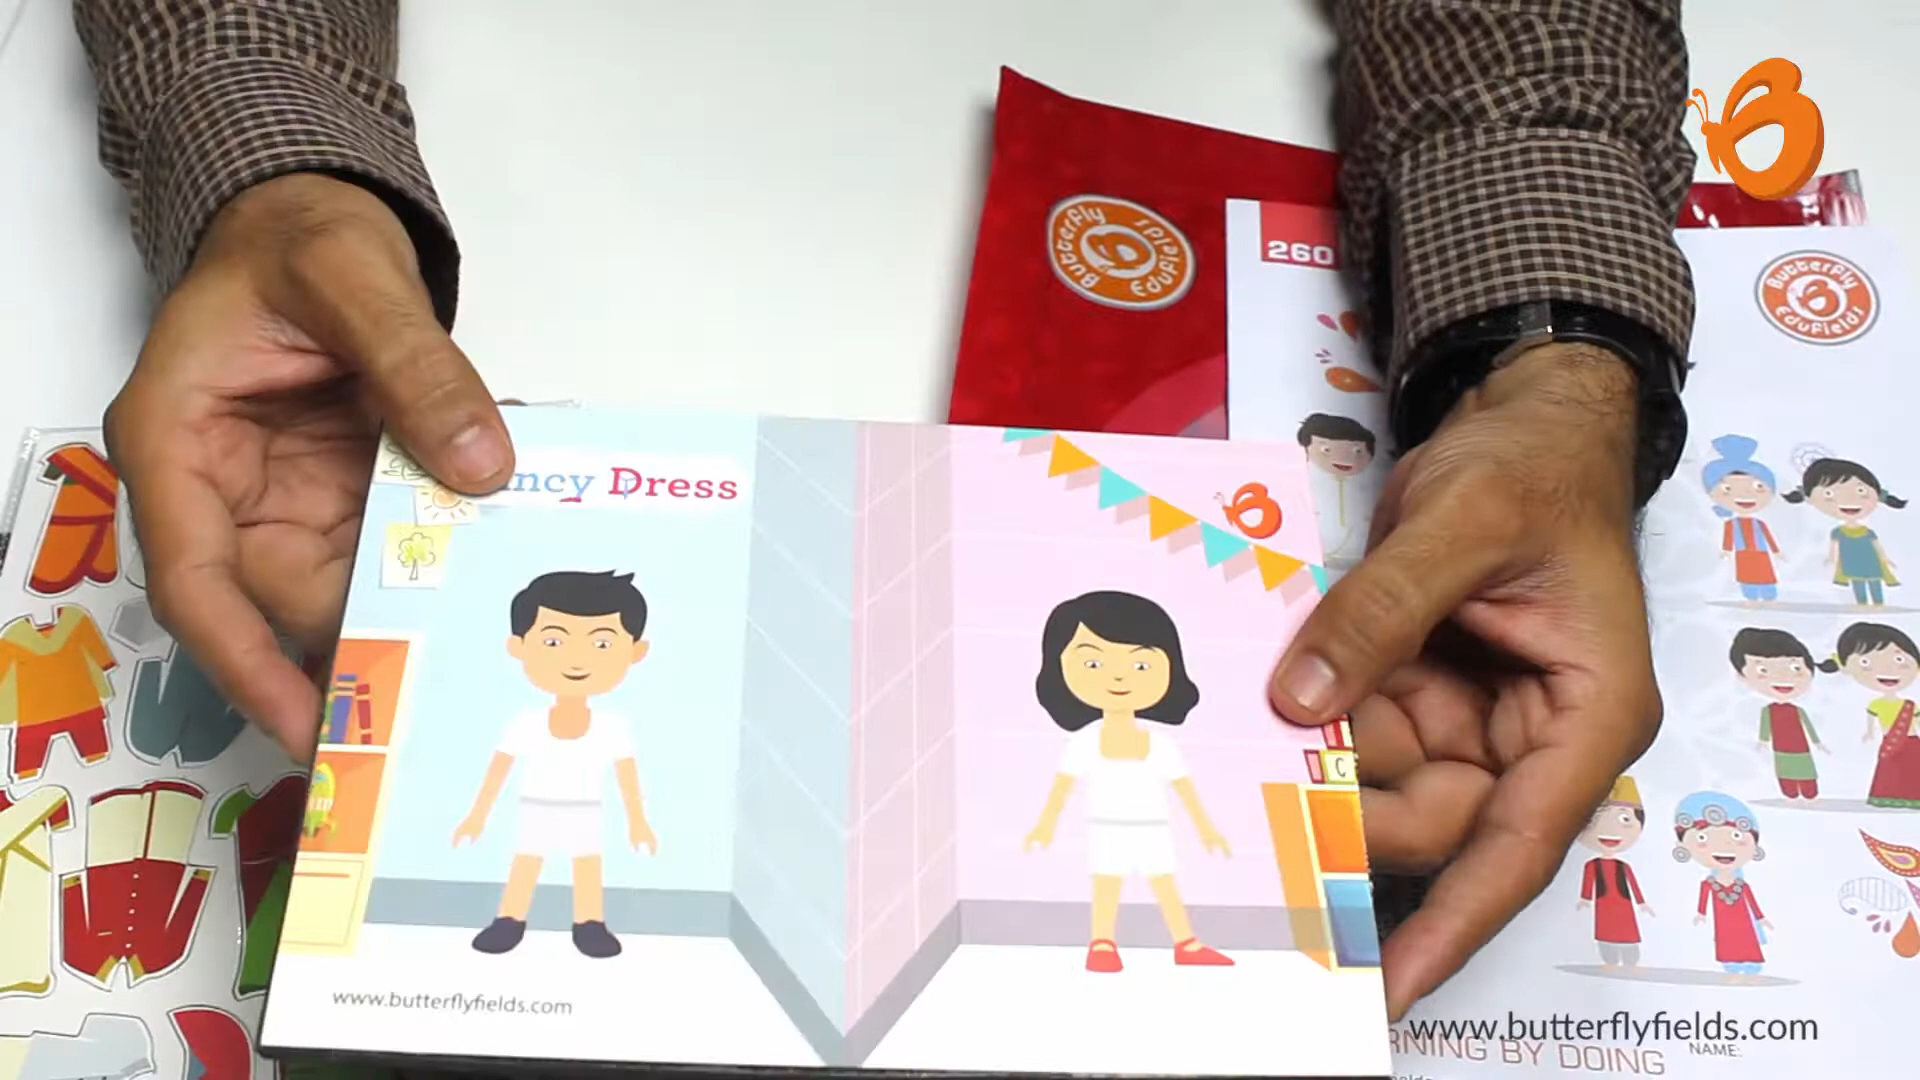 Butterfly
EduFields
260
Butterfly
EduFields
ncy Dress
C
www.butterflyfields.com
www.butterflyfields.com
RNING BY DOING
NAME: